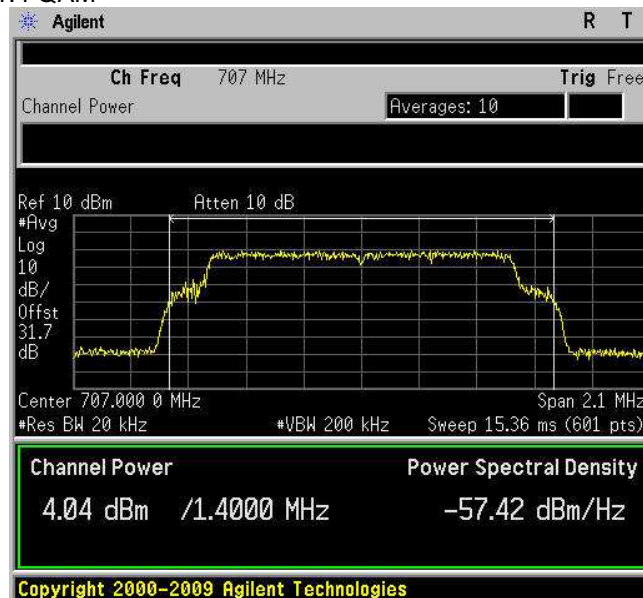 Agilent R T
Ch Freq 707 MHz Trig Free
Channel Power Averages: 10
Ref 10 dBm Atten 10 dB
#Avg
Log
10
dB/
Offst
31.7
dB
Center 707.000 0 MHz Span 2.1 MHz
#Res BW 20 kHz #VBW 200 kHz Sweep 15.36 ms (601 pts)
Channel Power Power Spectral Density
4.04 dBm /1.4000 MHz -57.42 dBm/Hz
Copyright 2000-2009 Agilent Technologies